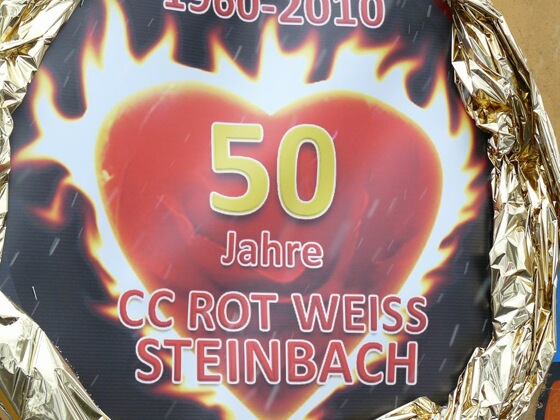 1960-2010
50
Jahre
CC ROT WEISS
STEINBACH